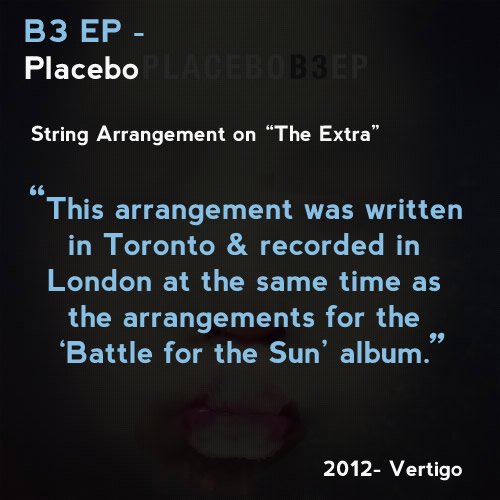 B3 EP -
Placebo
PLACEBOB3EP
String Arrangement on “The Extra”
“This arrangement was written
in Toronto & recorded in
London at the same time as
the arrangements for the
‘Battle for the Sun’ album.”
2012- Vertigo